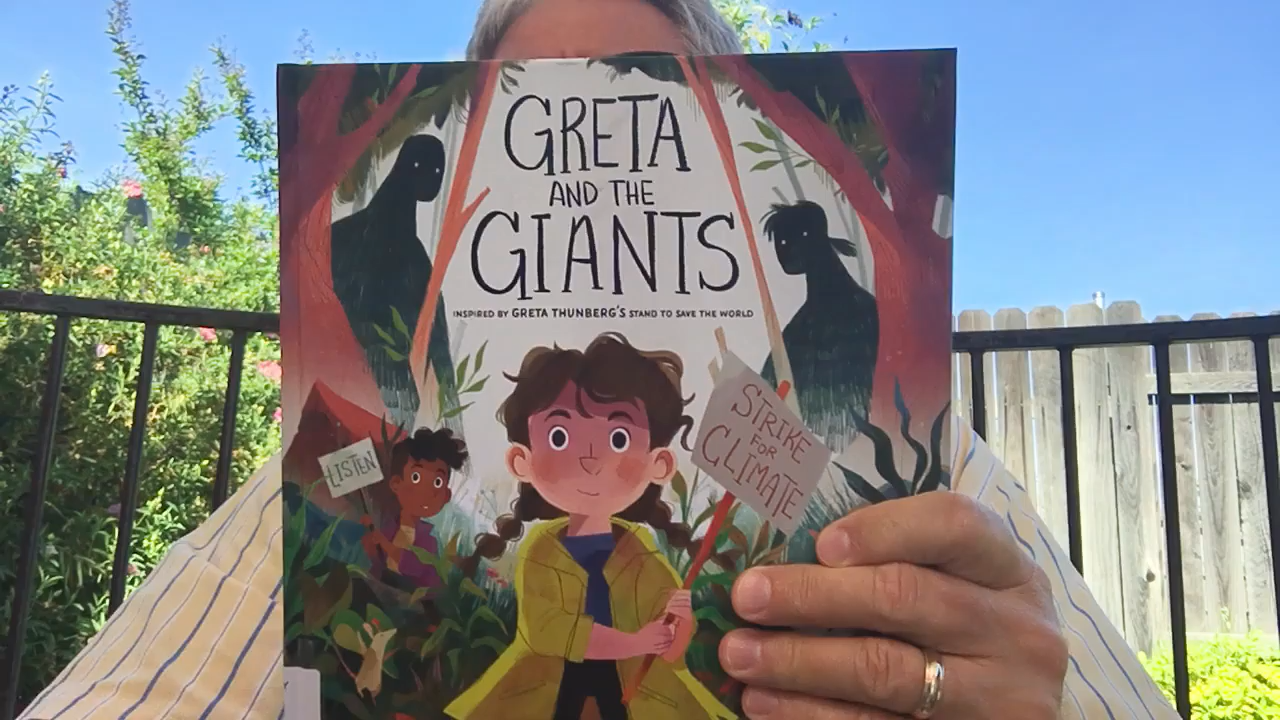 GRETA
AND THE
GIANTS
INSPIRED BY GRETA THUNBERG'S STAND TO SAVE THE WORLD
LISTEN
STRIKE
FOR
CLIMATE